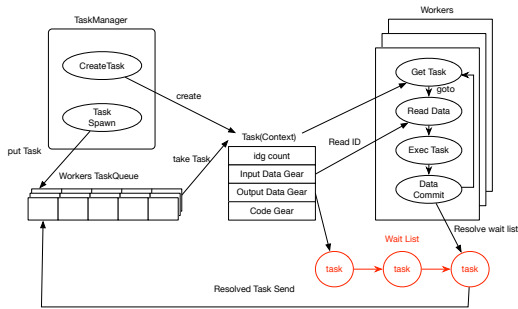 TaskManager
Workers
CreateTask
Get Task
goto
create
Task
Spawn
Read Data
put Task
Task(Context)
Read ID
take Task
Exec Task
idg count
Workers TaskQueue
Input Data Gear
Output Data Gear
Data
Commit
Code Gear
Resolve wait list
Wait List
task
task
task
Resolved Task Send